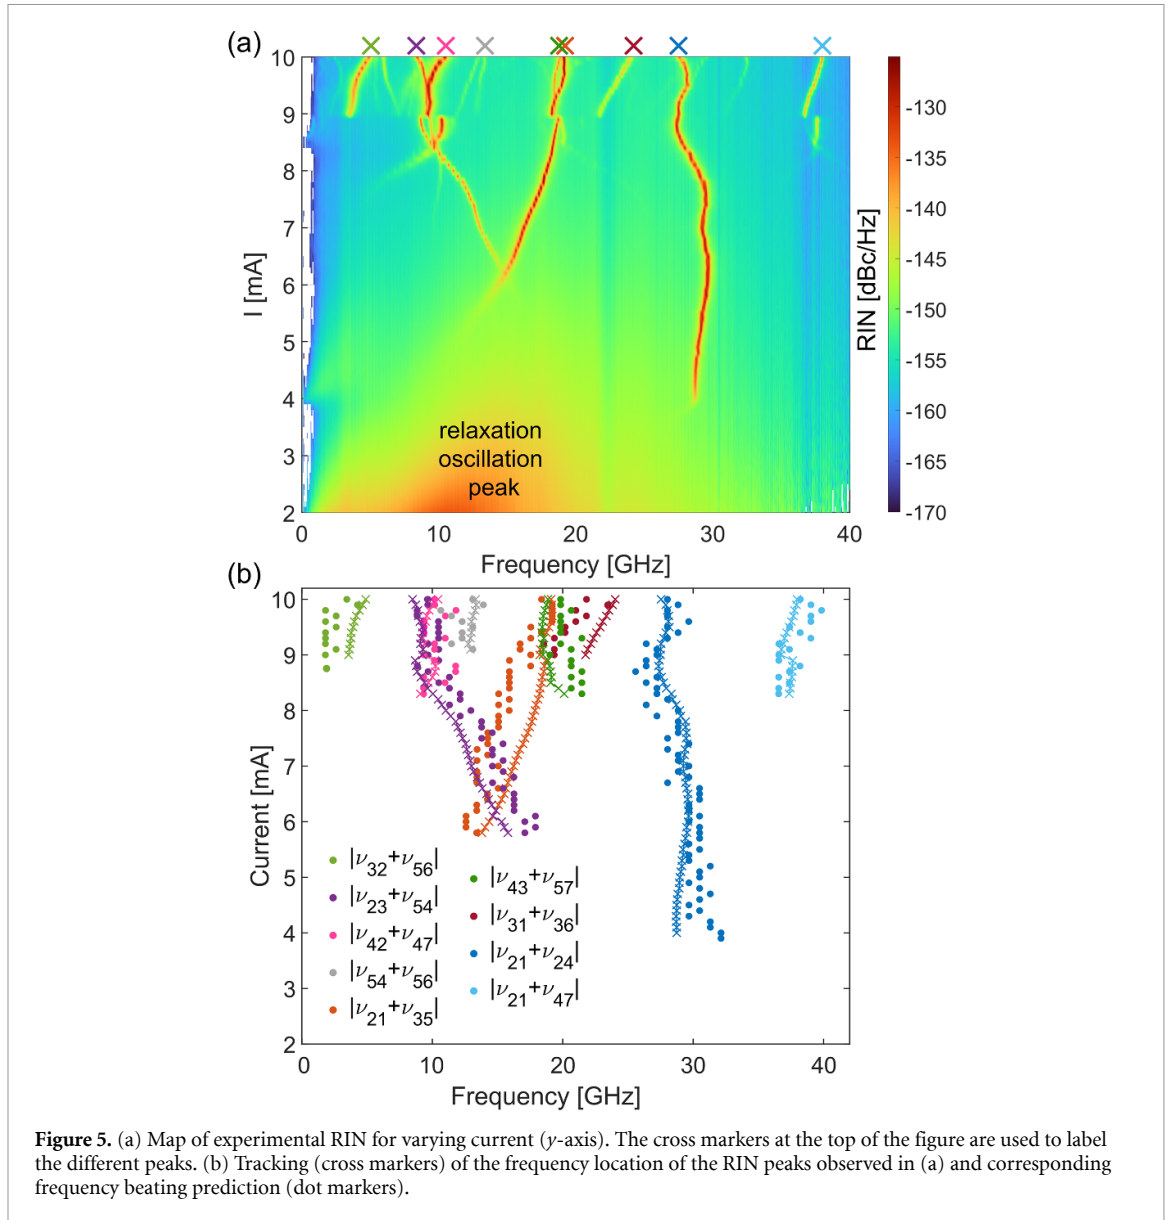 (a)
10
9
8
7
6
5
4
3
2
I [mA]
relaxation
oscillation
peak
0
10
20
30
40
Frequency [GHz]
-130
-135
-140
-145
-150
-155
-160
-165
-170
RIN [dBc/Hz]
(b)
10
9
8
7
6
5
4
3
2
Current [mA]
|ν32+ν56|
|ν23+ν54|
|ν42+ν47|
|ν54+ν56|
|ν21+ν35|
|ν43+ν57|
|ν31+ν36|
|ν21+ν24|
|ν21+ν47|
0
10
20
30
40
Frequency [GHz]
Figure 5. (a) Map of experimental RIN for varying current (y-axis). The cross markers at the top of the figure are used to label
the different peaks. (b) Tracking (cross markers) of the frequency location of the RIN peaks observed in (a) and corresponding
frequency beating prediction (dot markers).